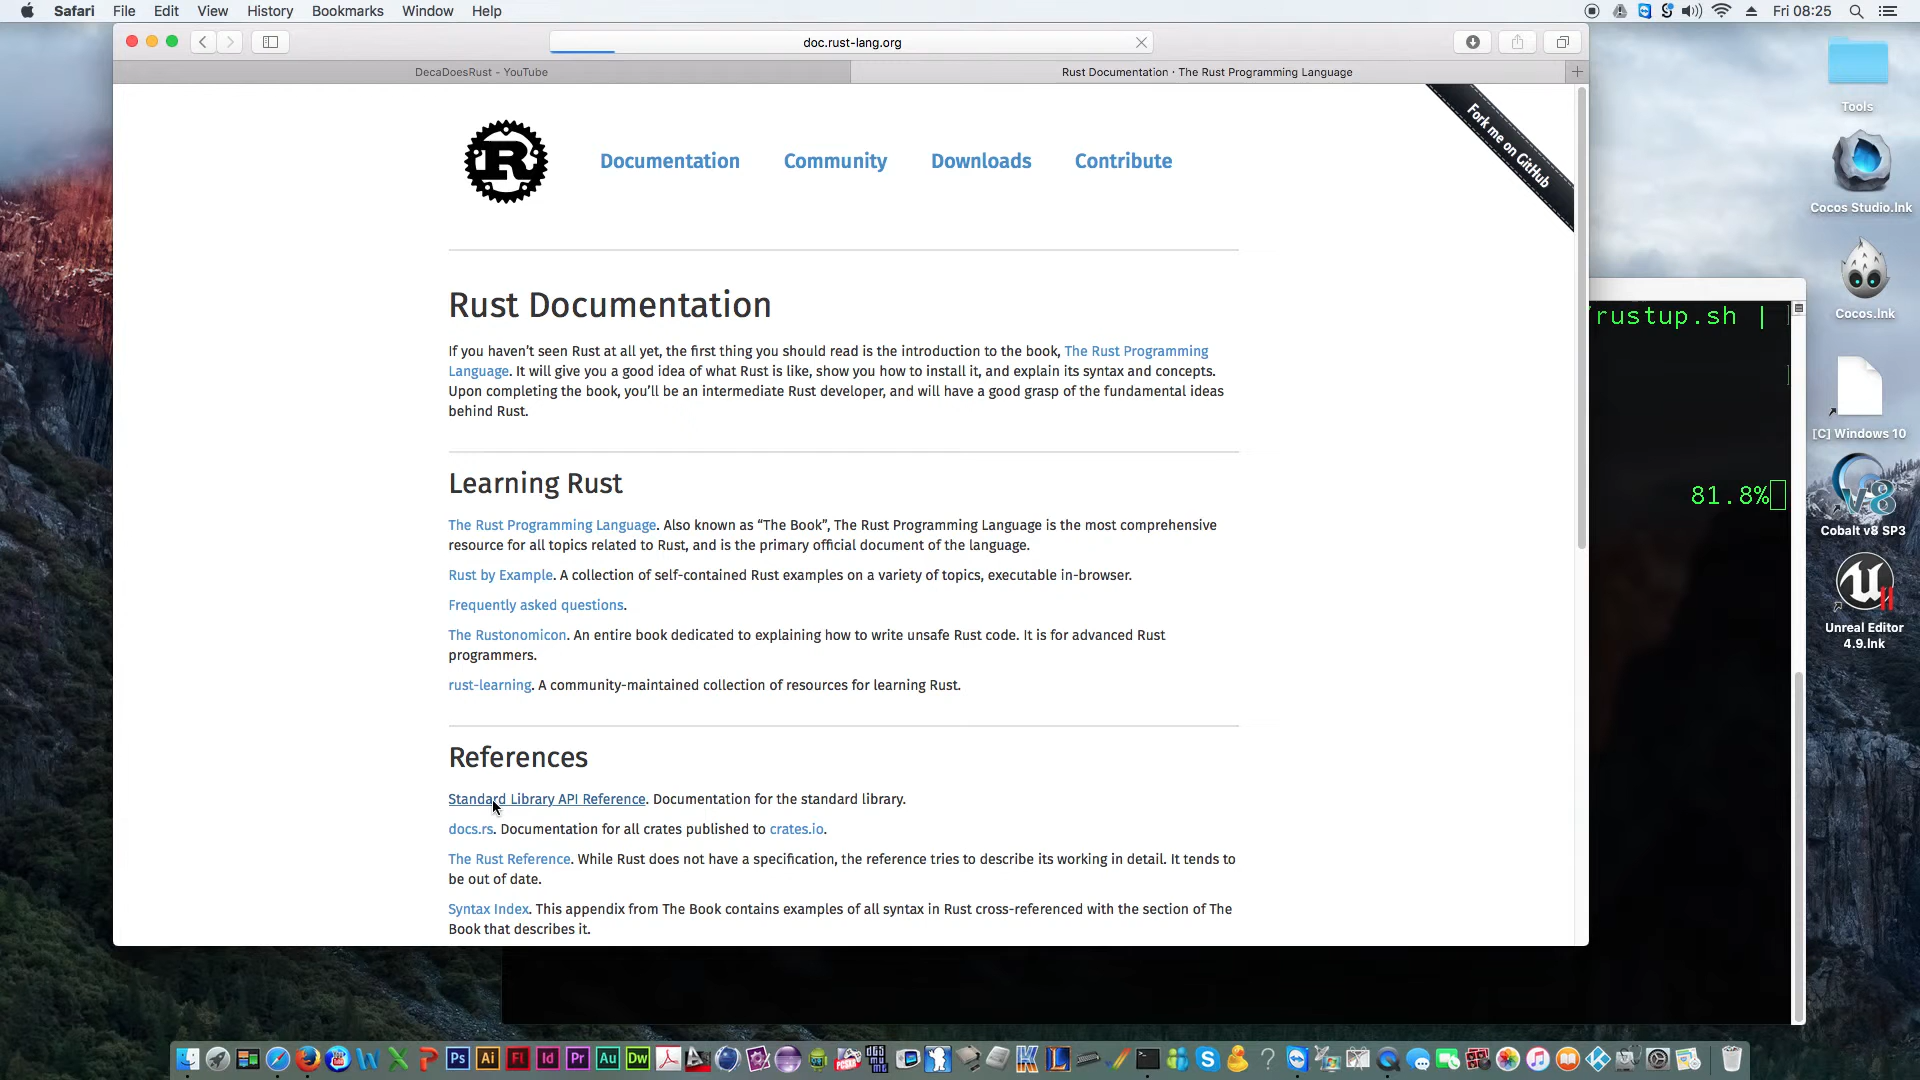 Safari File Edit View History Bookmarks Window Help
Fri 08:25
doc.rust-lang.org
DecaDoesRust - YouTube
Rust Documentation · The Rust Programming Language
Fork me on GitHub
R
Documentation Community Downloads Contribute
Rust Documentation
If you haven’t seen Rust at all yet, the first thing you should read is the introduction to the book, The Rust Programming
Language. It will give you a good idea of what Rust is like, show you how to install it, and explain its syntax and concepts.
Upon completing the book, you’ll be an intermediate Rust developer, and will have a good grasp of the fundamental ideas
behind Rust.
Learning Rust
The Rust Programming Language. Also known as “The Book”, The Rust Programming Language is the most comprehensive
resource for all topics related to Rust, and is the primary official document of the language.
Rust by Example. A collection of self-contained Rust examples on a variety of topics, executable in-browser.
Frequently asked questions.
The Rustonomicon. An entire book dedicated to explaining how to write unsafe Rust code. It is for advanced Rust
programmers.
rust-learning. A community-maintained collection of resources for learning Rust.
References
Standard Library API Reference. Documentation for the standard library.
docs.rs. Documentation for all crates published to crates.io.
The Rust Reference. While Rust does not have a specification, the reference tries to describe its working in detail. It tends to
be out of date.
Syntax Index. This appendix from The Book contains examples of all syntax in Rust cross-referenced with the section of The
Book that describes it.
/rustup.sh |
81.8%
Tools
Cocos Studio.lnk
Cocos.lnk
[C] Windows 10
v8
Cobalt v8 SP3
Unreal Editor
4.9.lnk
Ps Ai Fl Id Pr Au Dw